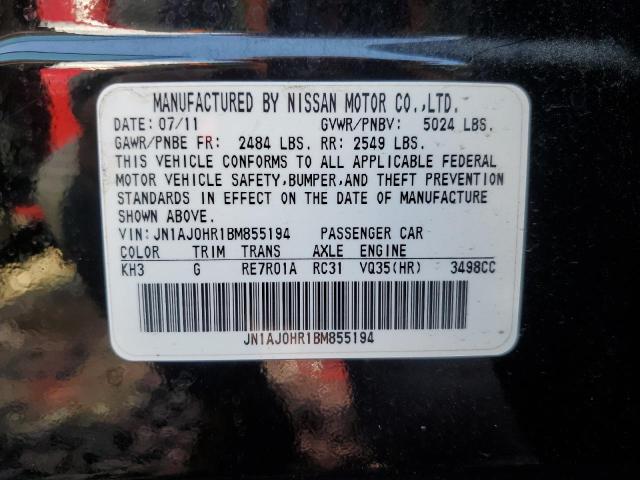 MANUFACTURED BY NISSAN MOTOR CO.,LTD.
DATE: 07/11 GVWR/PNBV: 5024 LBS.
GAWR/PNBE FR: 2484 LBS. RR: 2549 LBS.
THIS VEHICLE CONFORMS TO ALL APPLICABLE FEDERAL
MOTOR VEHICLE SAFETY,BUMPER,AND THEFT PREVENTION
STANDARDS IN EFFECT ON THE DATE OF MANUFACTURE
SHOWN ABOVE.
VIN: JN1AJ0HR1BM855194 PASSENGER CAR
COLOR TRIM TRANS AXLE ENGINE
KH3 G RE7R01A RC31 VQ35(HR) 3498CC
JN1AJ0HR1BM855194